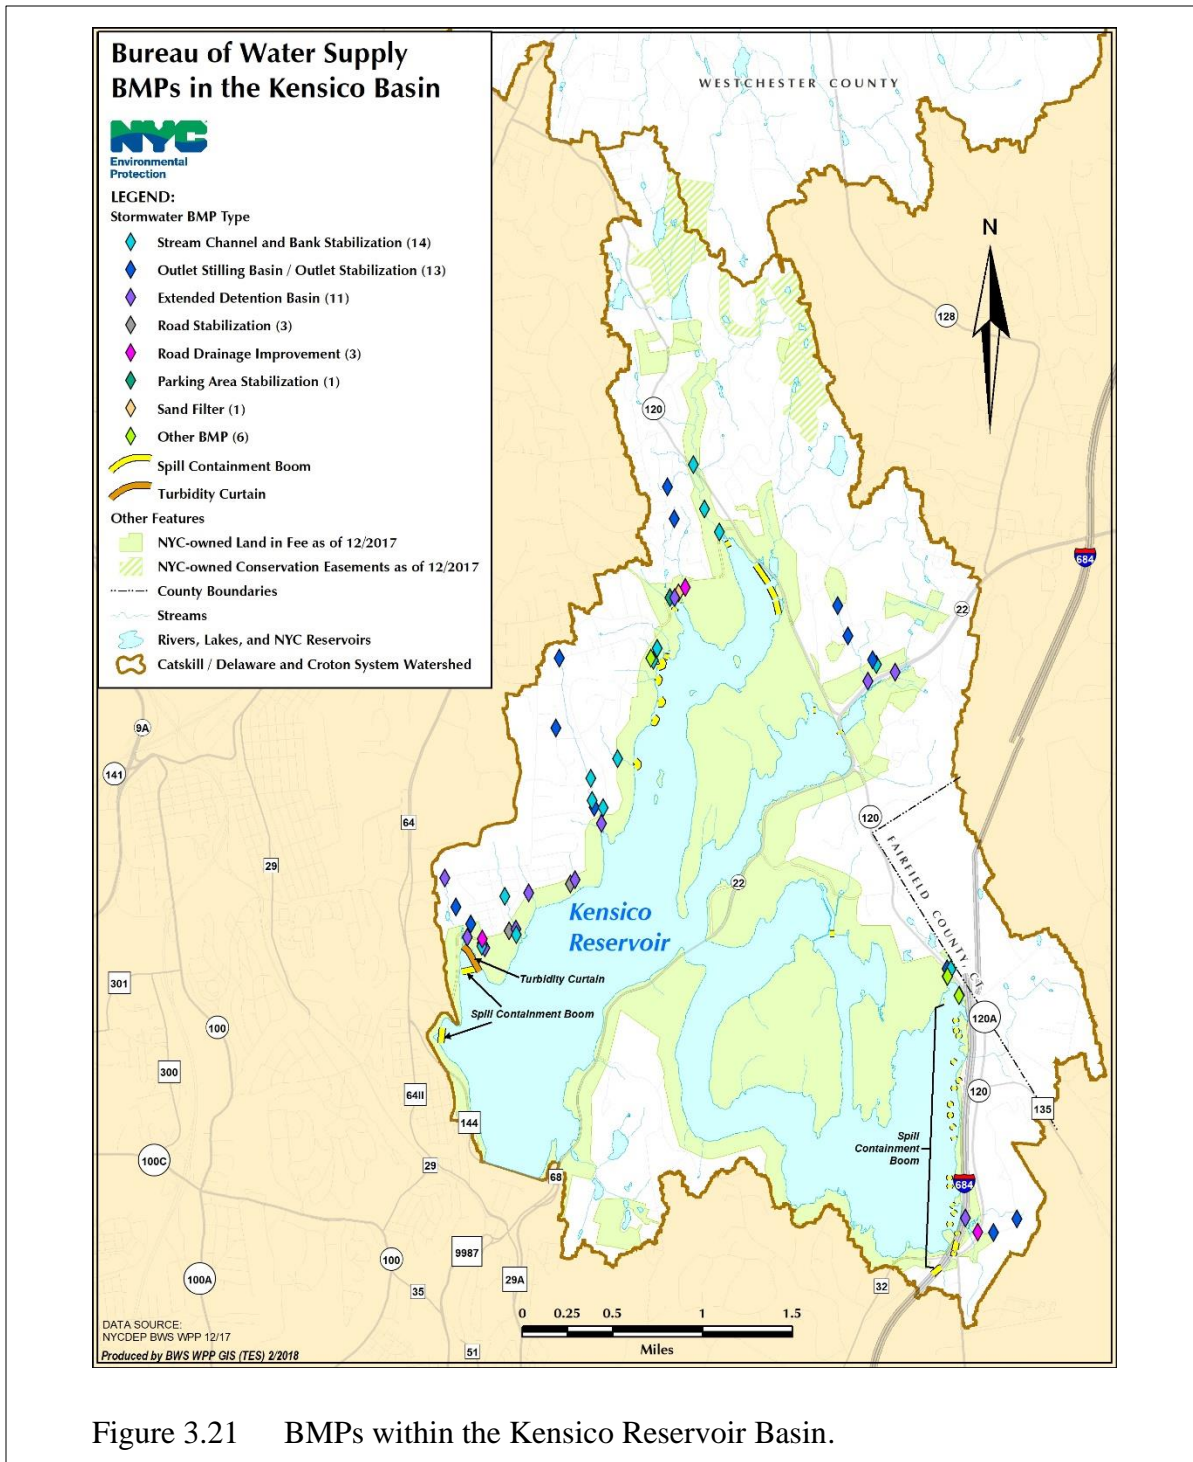 Bureau of Water Supply
BMPs in the Kensico Basin
NYC
Environmental
Protection
LEGEND:
Stormwater BMP Type
Stream Channel and Bank Stabilization (14)
Outlet Stilling Basin / Outlet Stabilization (13)
Extended Detention Basin (11)
Road Stabilization (3)
Road Drainage Improvement (3)
Parking Area Stabilization (1)
Sand Filter (1)
Other BMP (6)
Spill Containment Boom
Turbidity Curtain
Other Features
NYC-owned Land in Fee as of 12/2017
NYC-owned Conservation Easements as of 12/2017
County Boundaries
Streams
Rivers, Lakes, and NYC Reservoirs
Catskill / Delaware and Croton System Watershed
WESTCHESTER COUNTY
N
128
120
684
22
9A
141
64
120
29
FAIRFIELD COUNTY, CT
22
Kensico
Reservoir
Turbidity Curtain
301
Spill Containment Boom
120A
100
300
64II
120
144
135
Spill
Containment
Boom
100C
29
68
684
9987
100
29A
100A
35
32
0 0.25 0.5 1 1.5
Miles
51
DATA SOURCE:
NYCDEP BWS WPP 12/17
Produced by BWS WPP GIS (TES) 2/2018
Figure 3.21 BMPs within the Kensico Reservoir Basin.